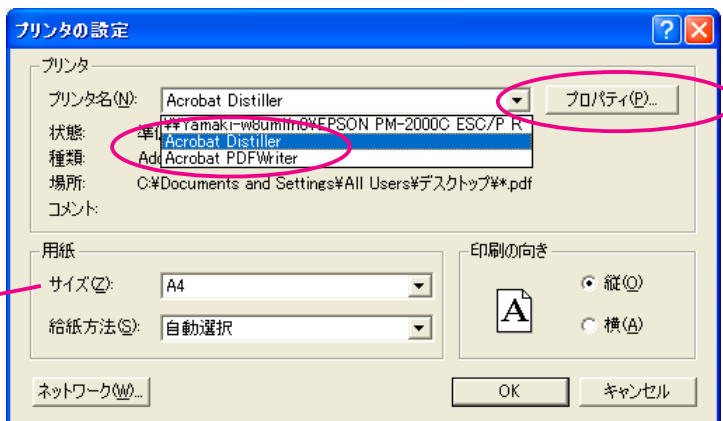 プリンタの設定
プリンタ
プリンタ名(N): Acrobat Distiller プロパティ(P)...
EPSON PM-2000C ESC/P R
状態: 準
Acrobat Distiller
種類: Acrobat PDFWriter
場所: C:¥Documents and Settings¥All Users¥デスクトップ¥*.pdf
コメント:
用紙
サイズ(Z): A4
給紙方法(S): 自動選択
印刷の向き
A
縦(O)
横(A)
ネットワーク(W)... OK キャンセル